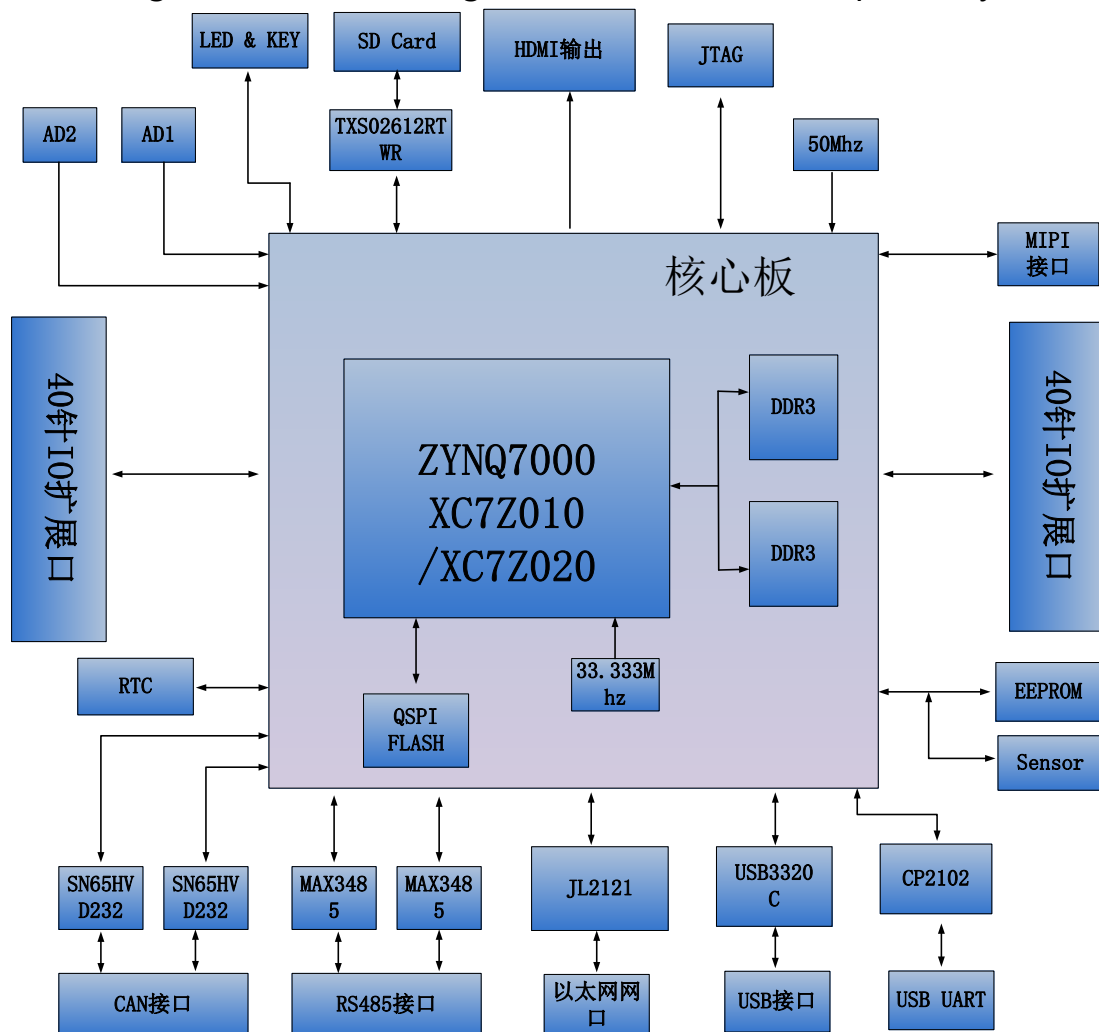 LED & KEY
SD Card
HDMI输出
JTAG
AD2
AD1
TXS02612RT
WR
50Mhz
MIPI
接口
核心板
40针IO扩展口
ZYNQ7000
XC7Z010
/XC7Z020
DDR3
DDR3
40针IO扩展口
RTC
QSPI
FLASH
33.333M
hz
EEPROM
Sensor
SN65HV
D232
SN65HV
D232
MAX348
5
MAX348
5
JL2121
USB3320
C
CP2102
CAN接口
RS485接口
以太网网
口
USB接口
USB UART